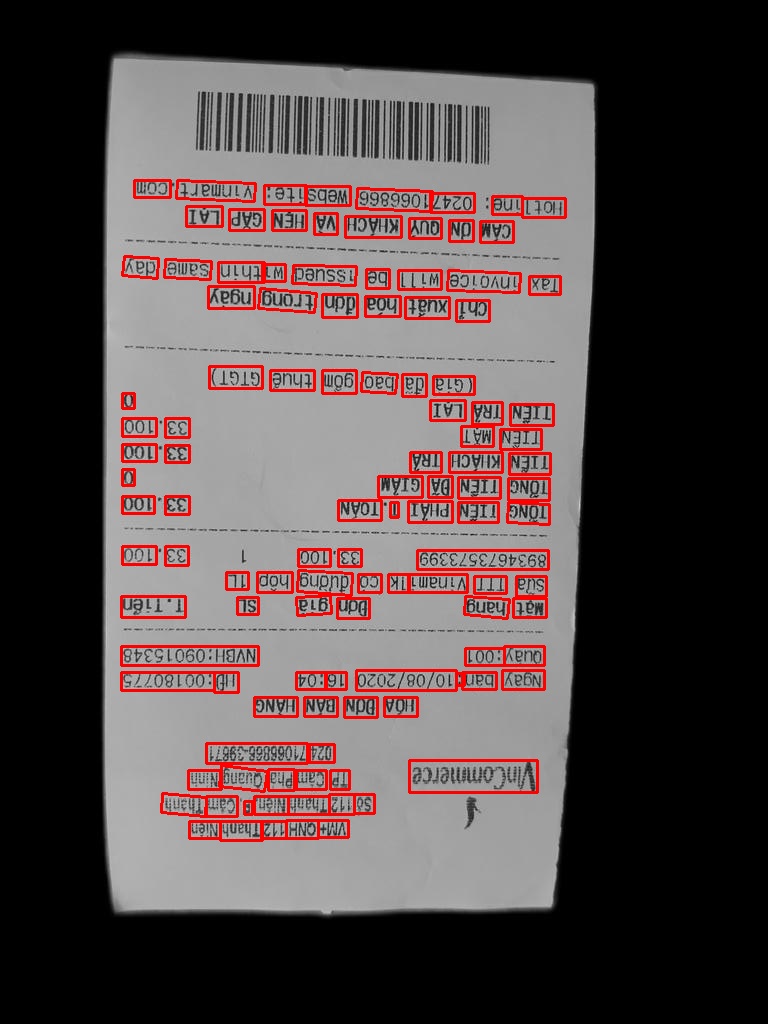 VinCommerce
VM+QNH 112 Thanh Niên
Số 112 Thanh Niên P. Cẩm Thành
TP Cẩm Phả Quảng Ninh
024 71066866-39671
HÓA ĐƠN BÁN HÀNG
Ngày bán:10/08/2020 16:04 HĐ:00180775
Quầy:001 NVBH:09015348
Mặt hàng Đơn giá SL T.Tiền
Sữa TTT Vinamilk có đường hộp 1L
8934673573399 33.100 1 33.100
TỔNG TIỀN PHẢI T.TOÁN 33.100
TỔNG TIỀN ĐÃ GIẢM 0
TIỀN KHÁCH TRẢ 33.100
TIỀN MẶT 33.100
TIỀN TRẢ LẠI 0
(Giá đã bao gồm thuế GTGT)
Chỉ xuất hóa đơn trong ngày
Tax invoice will be issued within same day
CẢM ƠN QUÝ KHÁCH VÀ HẸN GẶP LẠI
Hotline: 02471066866 Website: vinmart.com